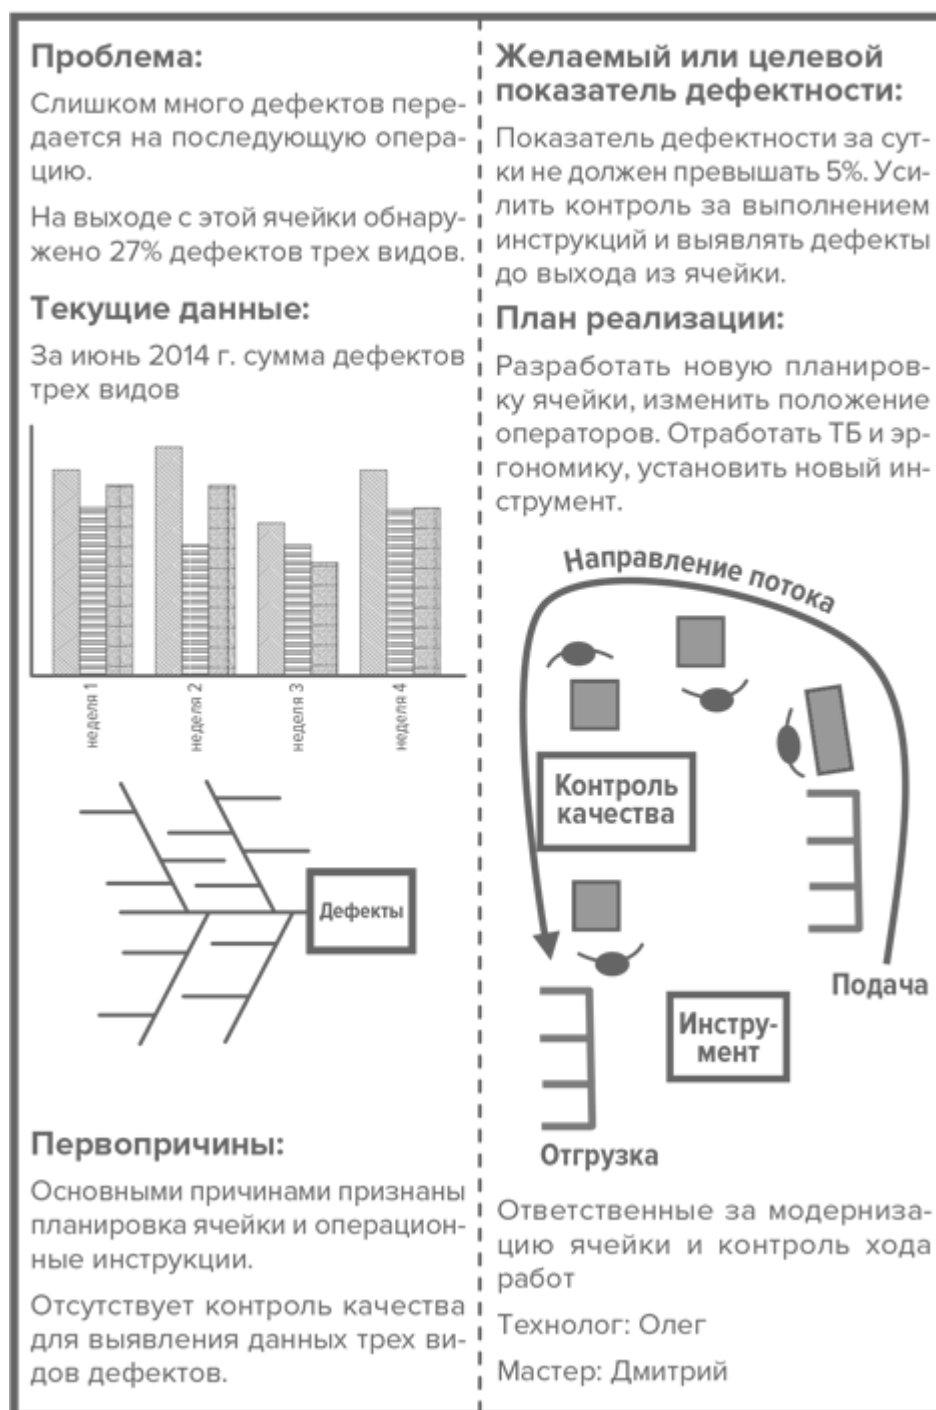 Проблема:
Слишком много дефектов пере-
дается на последующую опера-
цию.
На выходе с этой ячейки обнару-
жено 27% дефектов трех видов.
Текущие данные:
За июнь 2014 г. сумма дефектов
трех видов
неделя 1
неделя 2
неделя 3
неделя 4
Дефекты
Первопричины:
Основными причинами признаны
планировка ячейки и операцион-
ные инструкции.
Отсутствует контроль качества
для выявления данных трех ви-
дов дефектов.
Желаемый или целевой
показатель дефектности:
Показатель дефектности за сут-
ки не должен превышать 5%. Уси-
лить контроль за выполнением
инструкций и выявлять дефекты
до выхода из ячейки.
План реализации:
Разработать новую планиров-
ку ячейки, изменить положение
операторов. Отработать ТБ и эр-
гономику, установить новый ин-
струмент.
Направление потока
Контроль
качества
Подача
Инстру-
мент
Отгрузка
Ответственные за модерниза-
цию ячейки и контроль хода
работ
Технолог: Олег
Мастер: Дмитрий